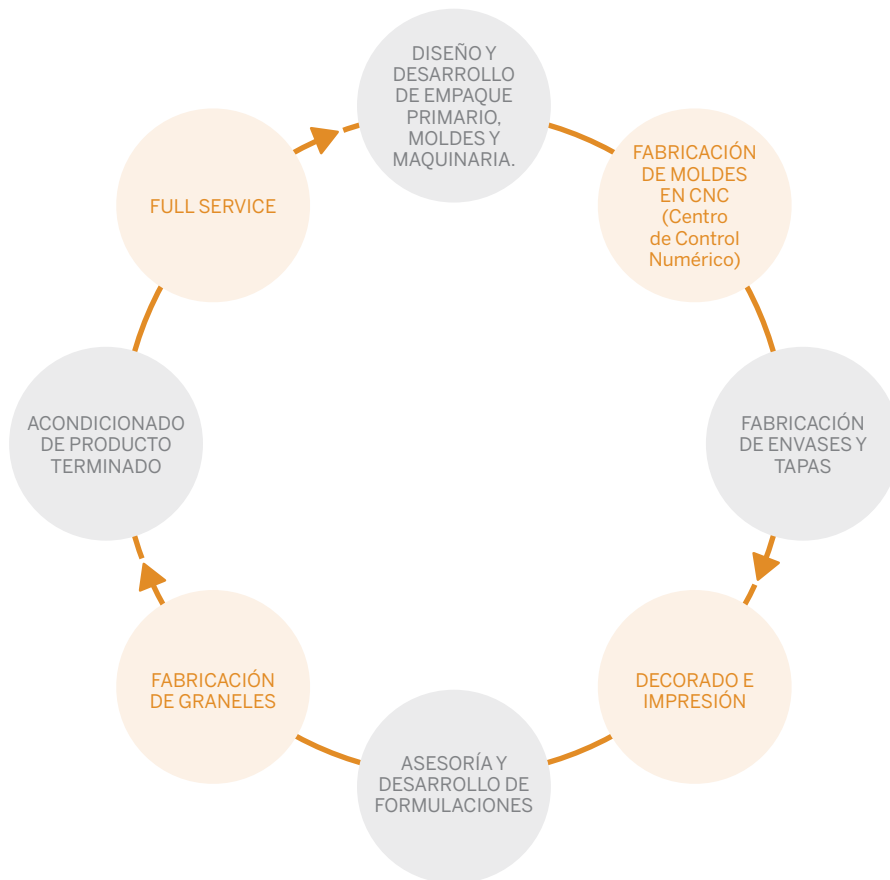 DISEÑO Y
DESARROLLO
DE EMPAQUE
PRIMARIO,
MOLDES Y
MAQUINARIA.
FABRICACIÓN
DE MOLDES
EN CNC
(Centro
de Control
Numérico)
FABRICACIÓN
DE ENVASES Y
TAPAS
DECORADO E
IMPRESIÓN
ASESORÍA Y
DESARROLLO DE
FORMULACIONES
FABRICACIÓN
DE GRANELES
ACONDICIONADO
DE PRODUCTO
TERMINADO
FULL SERVICE